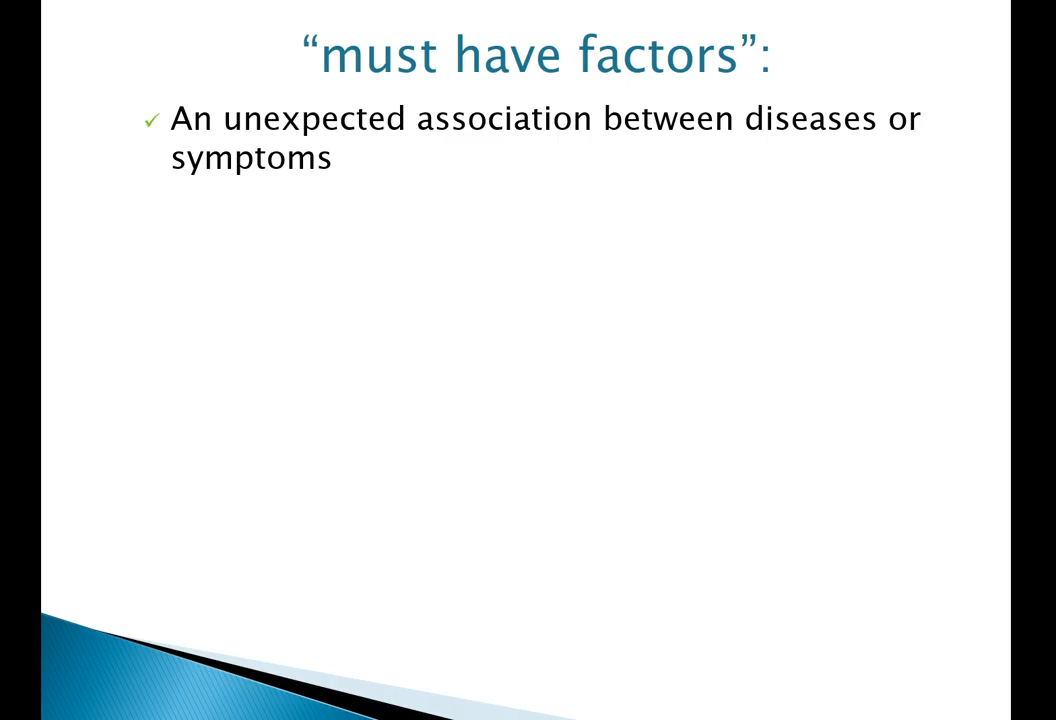 “must have factors”:
✓ An unexpected association between diseases or
symptoms